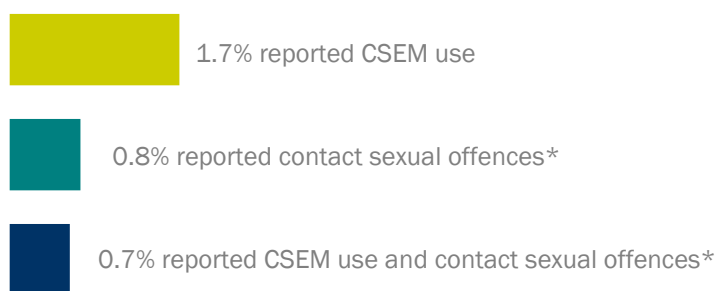 1.7% reported CSEM use
0.8% reported contact sexual offences*
0.7% reported CSEM use and contact sexual offences*